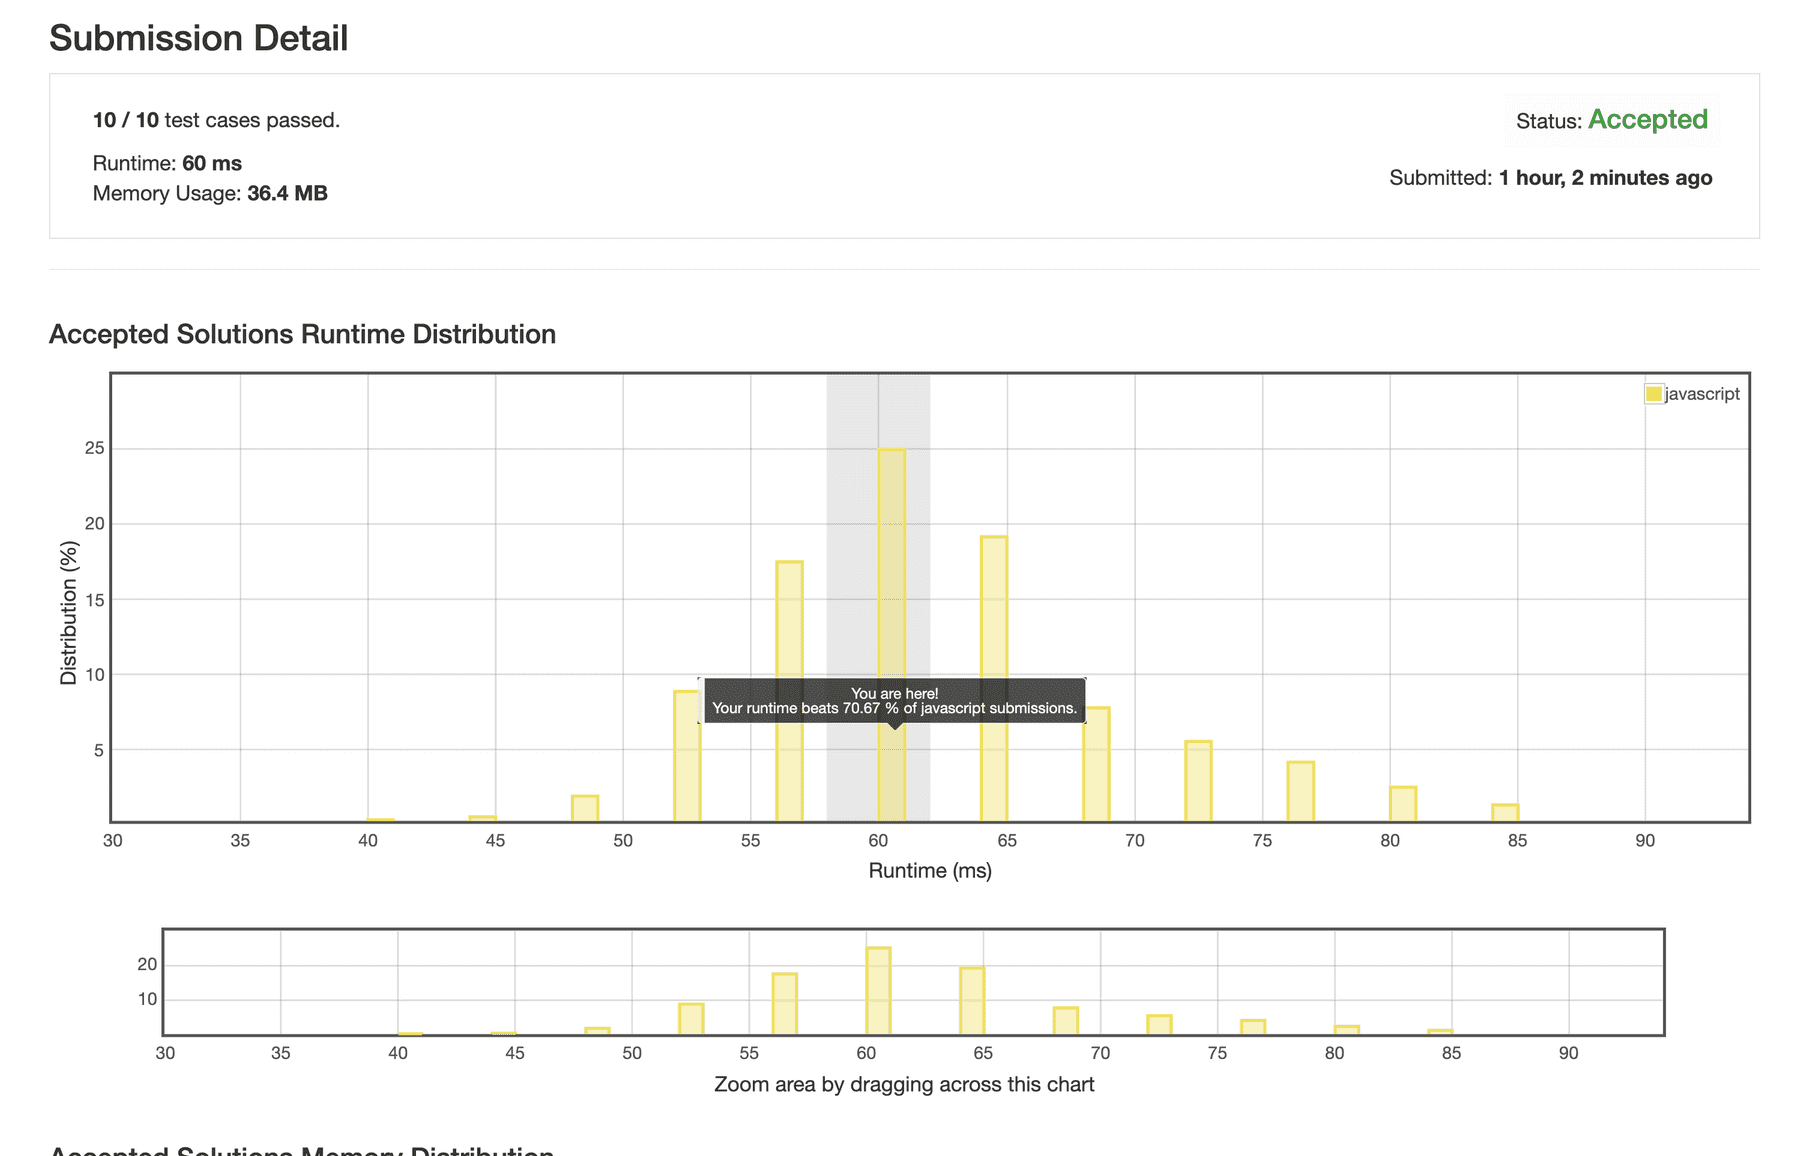 Submission Detail
10 / 10 test cases passed.
Status: Accepted
Runtime: 60 ms
Memory Usage: 36.4 MB
Submitted: 1 hour, 2 minutes ago
Accepted Solutions Runtime Distribution
javascript
25
20
15
10
5
Distribution (%)
You are here!
Your runtime beats 70.67 % of javascript submissions.
30 35 40 45 50 55 60 65 70 75 80 85 90
Runtime (ms)
20
10
30 35 40 45 50 55 60 65 70 75 80 85 90
Zoom area by dragging across this chart
Accepted Solutions Memory Distribution